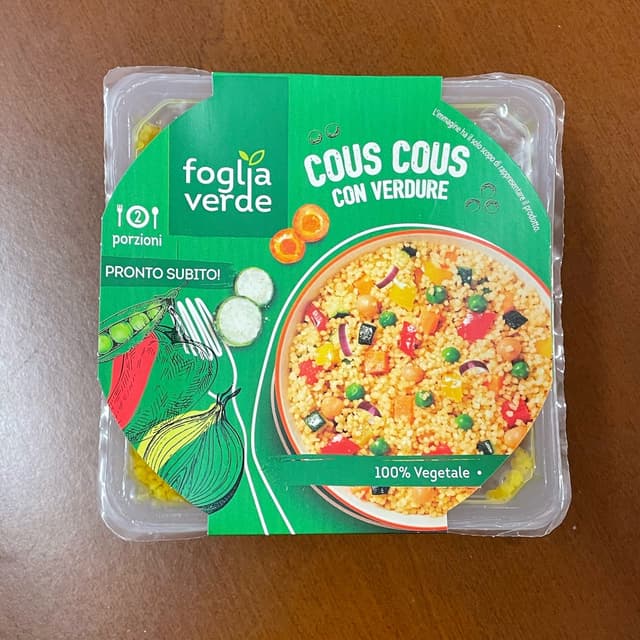 foglia
verde
COUS COUS
CON VERDURE
L'immagine ha il solo scopo di rappresentare il prodotto.
2
porzioni
PRONTO SUBITO!
100% Vegetale •